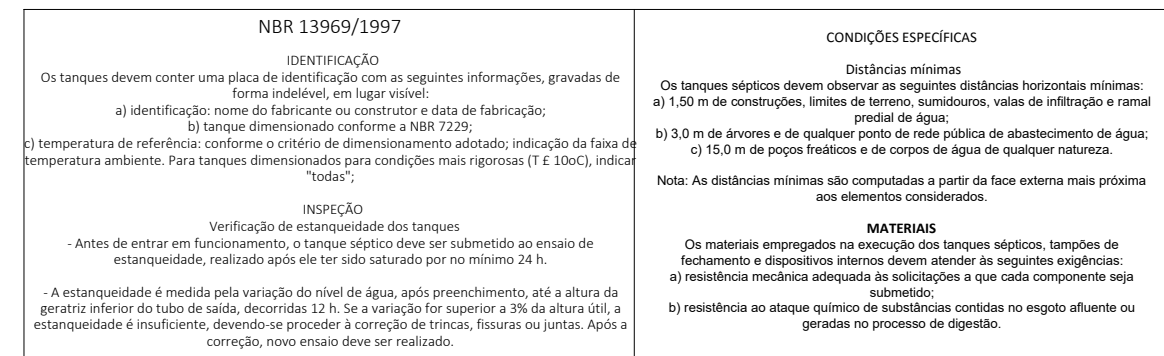 NBR 13969/1997
IDENTIFICAÇÃO
Os tanques devem conter uma placa de identificação com as seguintes informações, gravadas de
forma indelével, em lugar visível:
a) identificação: nome do fabricante ou construtor e data de fabricação;
b) tanque dimensionado conforme a NBR 7229;
c) temperatura de referência: conforme o critério de dimensionamento adotado; indicação da faixa de
temperatura ambiente. Para tanques dimensionados para condições mais rigorosas (T £ 10oC), indicar
"todas";
INSPEÇÃO
Verificação de estanqueidade dos tanques
- Antes de entrar em funcionamento, o tanque séptico deve ser submetido ao ensaio de
estanqueidade, realizado após ele ter sido saturado por no mínimo 24 h.
- A estanqueidade é medida pela variação do nível de água, após preenchimento, até a altura da
geratriz inferior do tubo de saída, decorridas 12 h. Se a variação for superior a 3% da altura útil, a
estanqueidade é insuficiente, devendo-se proceder à correção de trincas, fissuras ou juntas. Após a
correção, novo ensaio deve ser realizado.
CONDIÇÕES ESPECÍFICAS
Distâncias mínimas
Os tanques sépticos devem observar as seguintes distâncias horizontais mínimas:
a) 1,50 m de construções, limites de terreno, sumidouros, valas de infiltração e ramal
predial de água;
b) 3,0 m de árvores e de qualquer ponto de rede pública de abastecimento de água;
c) 15,0 m de poços freáticos e de corpos de água de qualquer natureza.
Nota: As distâncias mínimas são computadas a partir da face externa mais próxima
aos elementos considerados.
MATERIAIS
Os materiais empregados na execução dos tanques sépticos, tampões de
fechamento e dispositivos internos devem atender às seguintes exigências:
a) resistência mecânica adequada às solicitações a que cada componente seja
submetido;
b) resistência ao ataque químico de substâncias contidas no esgoto afluente ou
geradas no processo de digestão.